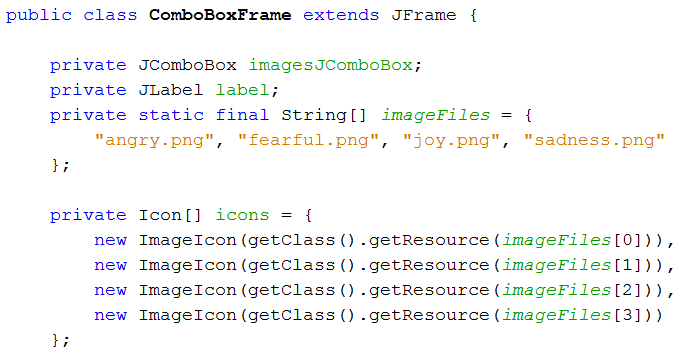 public class ComboBoxFrame extends JFrame {
private JComboBox imagesJComboBox;
private JLabel label;
private static final String[] imageFiles = {
"angry.png", "fearful.png", "joy.png", "sadness.png"
};
private Icon[] icons = {
new ImageIcon(getClass().getResource(imageFiles[0])),
new ImageIcon(getClass().getResource(imageFiles[1])),
new ImageIcon(getClass().getResource(imageFiles[2])),
new ImageIcon(getClass().getResource(imageFiles[3]))
};